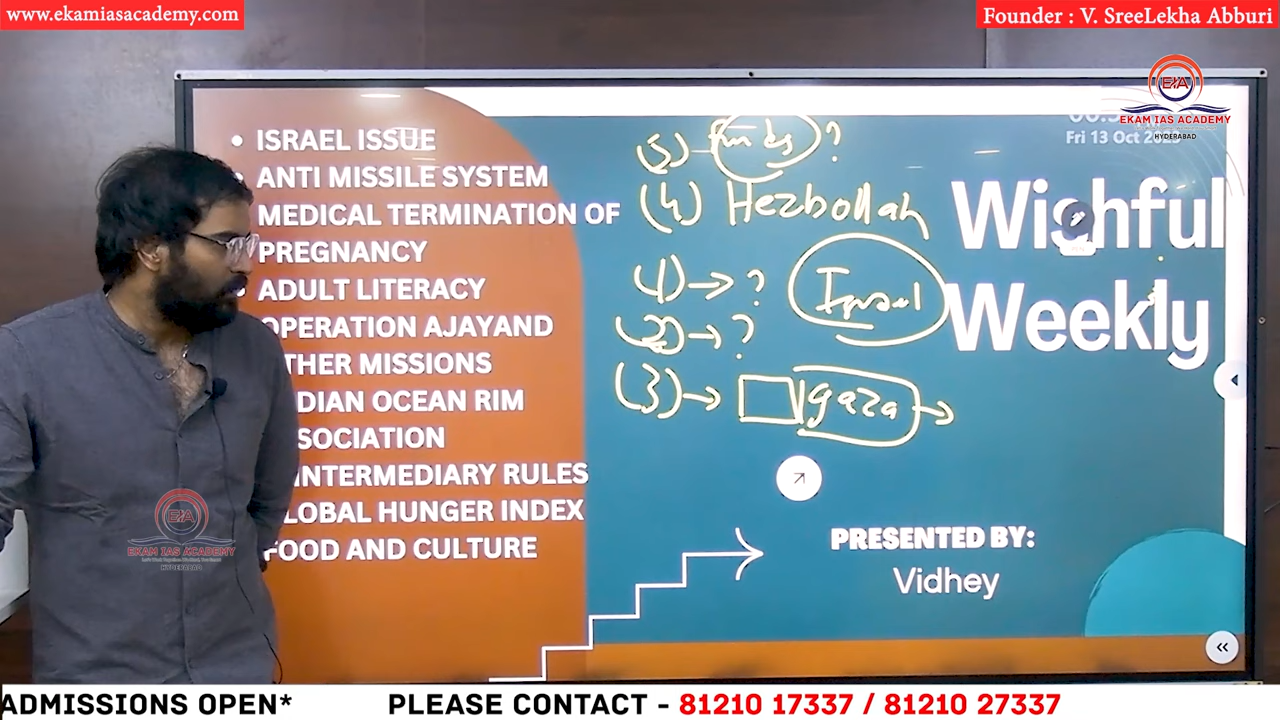 www.ekamiasacademy.com
Founder : V. SreeLekha Abburi
EKAM IAS ACADEMY
HYDERABAD
Fri 13 Oct
• ISRAEL ISSUE
ANTI MISSILE SYSTEM
MEDICAL TERMINATION OF
PREGNANCY
ADULT LITERACY
OPERATION AJAYAND
THER MISSIONS
DIAN OCEAN RIM
SOCIATION
INTERMEDIARY RULES
LOBAL HUNGER INDEX
FOOD AND CULTURE
(5) ?
(4) Hezbollah
(1) → ?
Israel
(2) → ?
(3) → gaza →
Wishful
Weekly
PRESENTED BY:
Vidhey
EIA
EKAM IAS ACADEMY
HYDERABAD
ADMISSIONS OPEN*
PLEASE CONTACT - 81210 17337 / 81210 27337